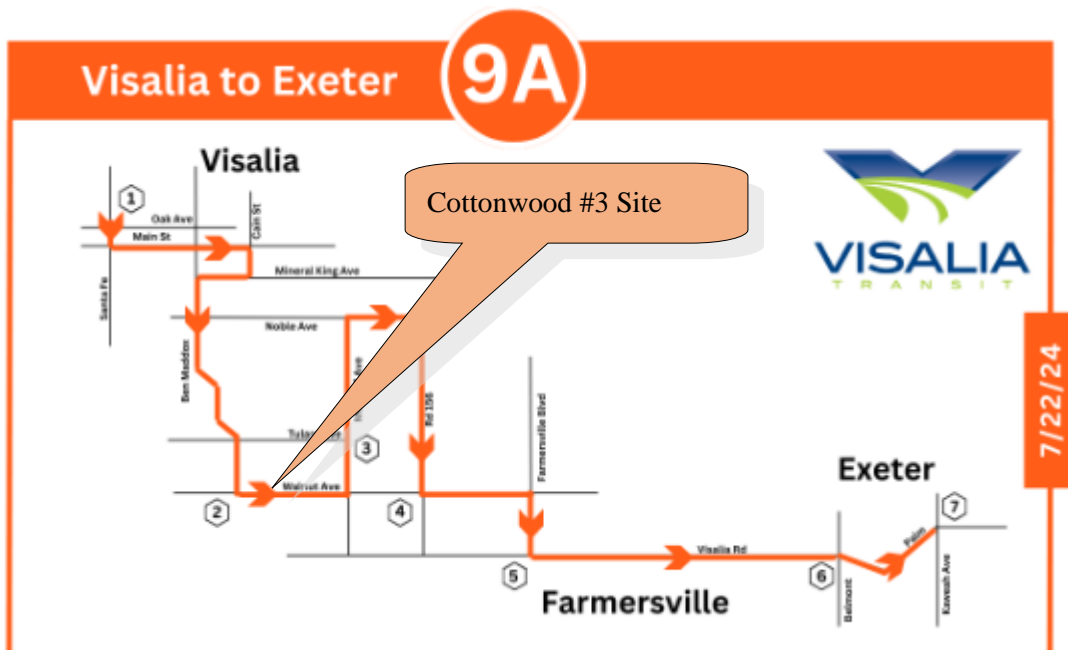 Visalia to Exeter
9A
Visalia
Cottonwood #3 Site
VISALIA
TRANSIT
7/22/24
1
Oak Ave
Main St
Cain St
Santa Fe
Mineral King Ave
Noble Ave
Ben Maddox
Ave
Rd 156
Farmersville Blvd
3
Walnut Ave
2
4
Exeter
7
Palm
Visalia Rd
5
6
Farmersville
Belmont
Kaweah Ave